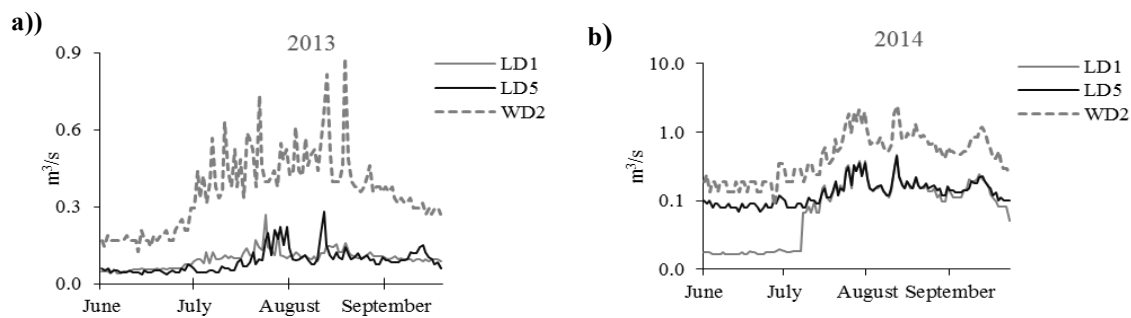 a))
2013
0.9
0.6
0.3
0.0
m³/s
June July August September
LD1
LD5
WD2
b)
2014
10.0
1.0
0.1
0.0
m³/s
June July August September
LD1
LD5
WD2